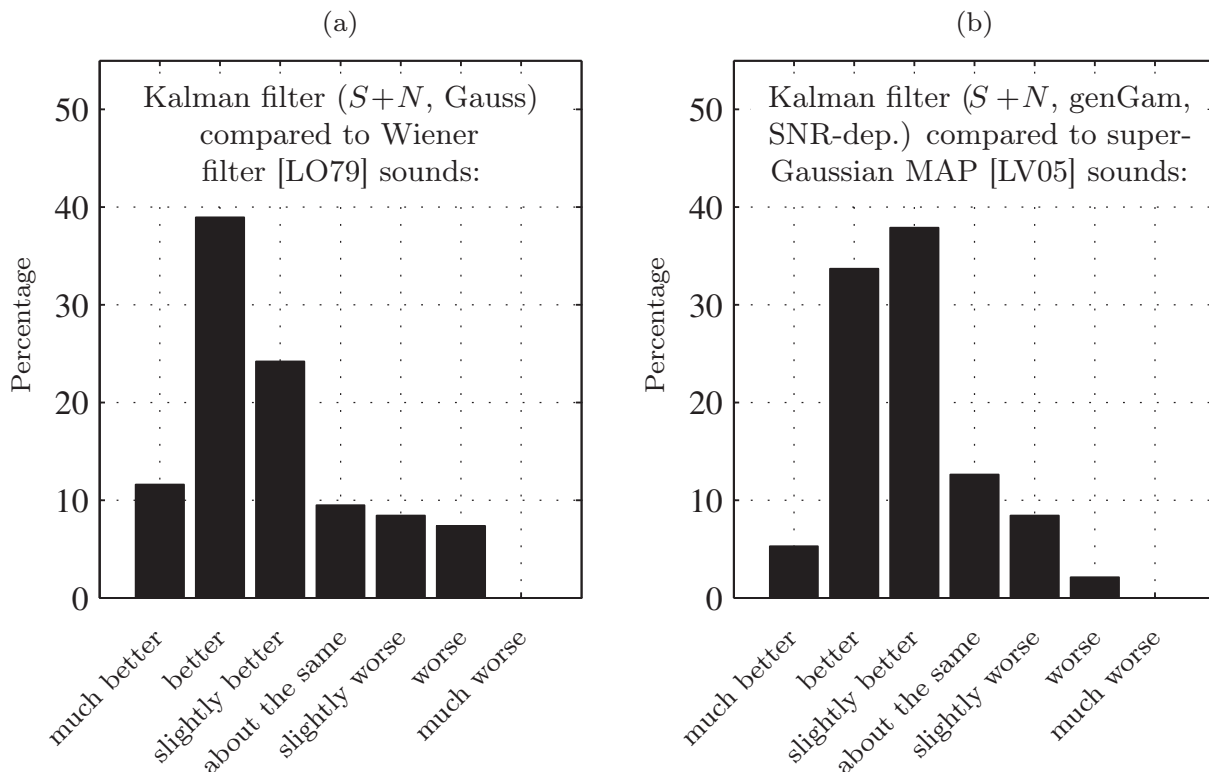 (a)
Kalman filter (S+N, Gauss)
compared to Wiener
filter [LO79] sounds:
Percentage
50
40
30
20
10
0
much better
better
slightly better
about the same
slightly worse
worse
much worse
(b)
Kalman filter (S+N, genGam,
SNR-dep.) compared to super-
Gaussian MAP [LV05] sounds:
Percentage
50
40
30
20
10
0
much better
better
slightly better
about the same
slightly worse
worse
much worse